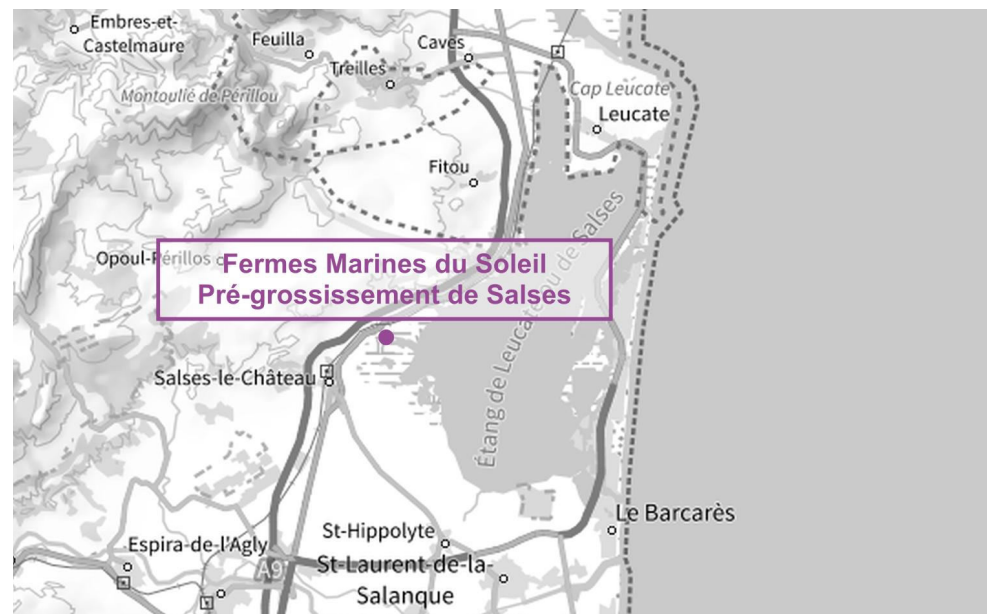 Embres-et-
Castelmaure
Feuilla
Caves
Treilles
Montoulié de Périllou
Cap Leucate
Leucate
Fitou
Opoul-Périllos
Fermes Marines du Soleil
Pré-grossissement de Salses
Étang de Leucate ou de Salses
Salses-le-Château
Le Barcarès
St-Hippolyte
Espira-de-l'Agly
A9
St-Laurent-de-la-
Salanque